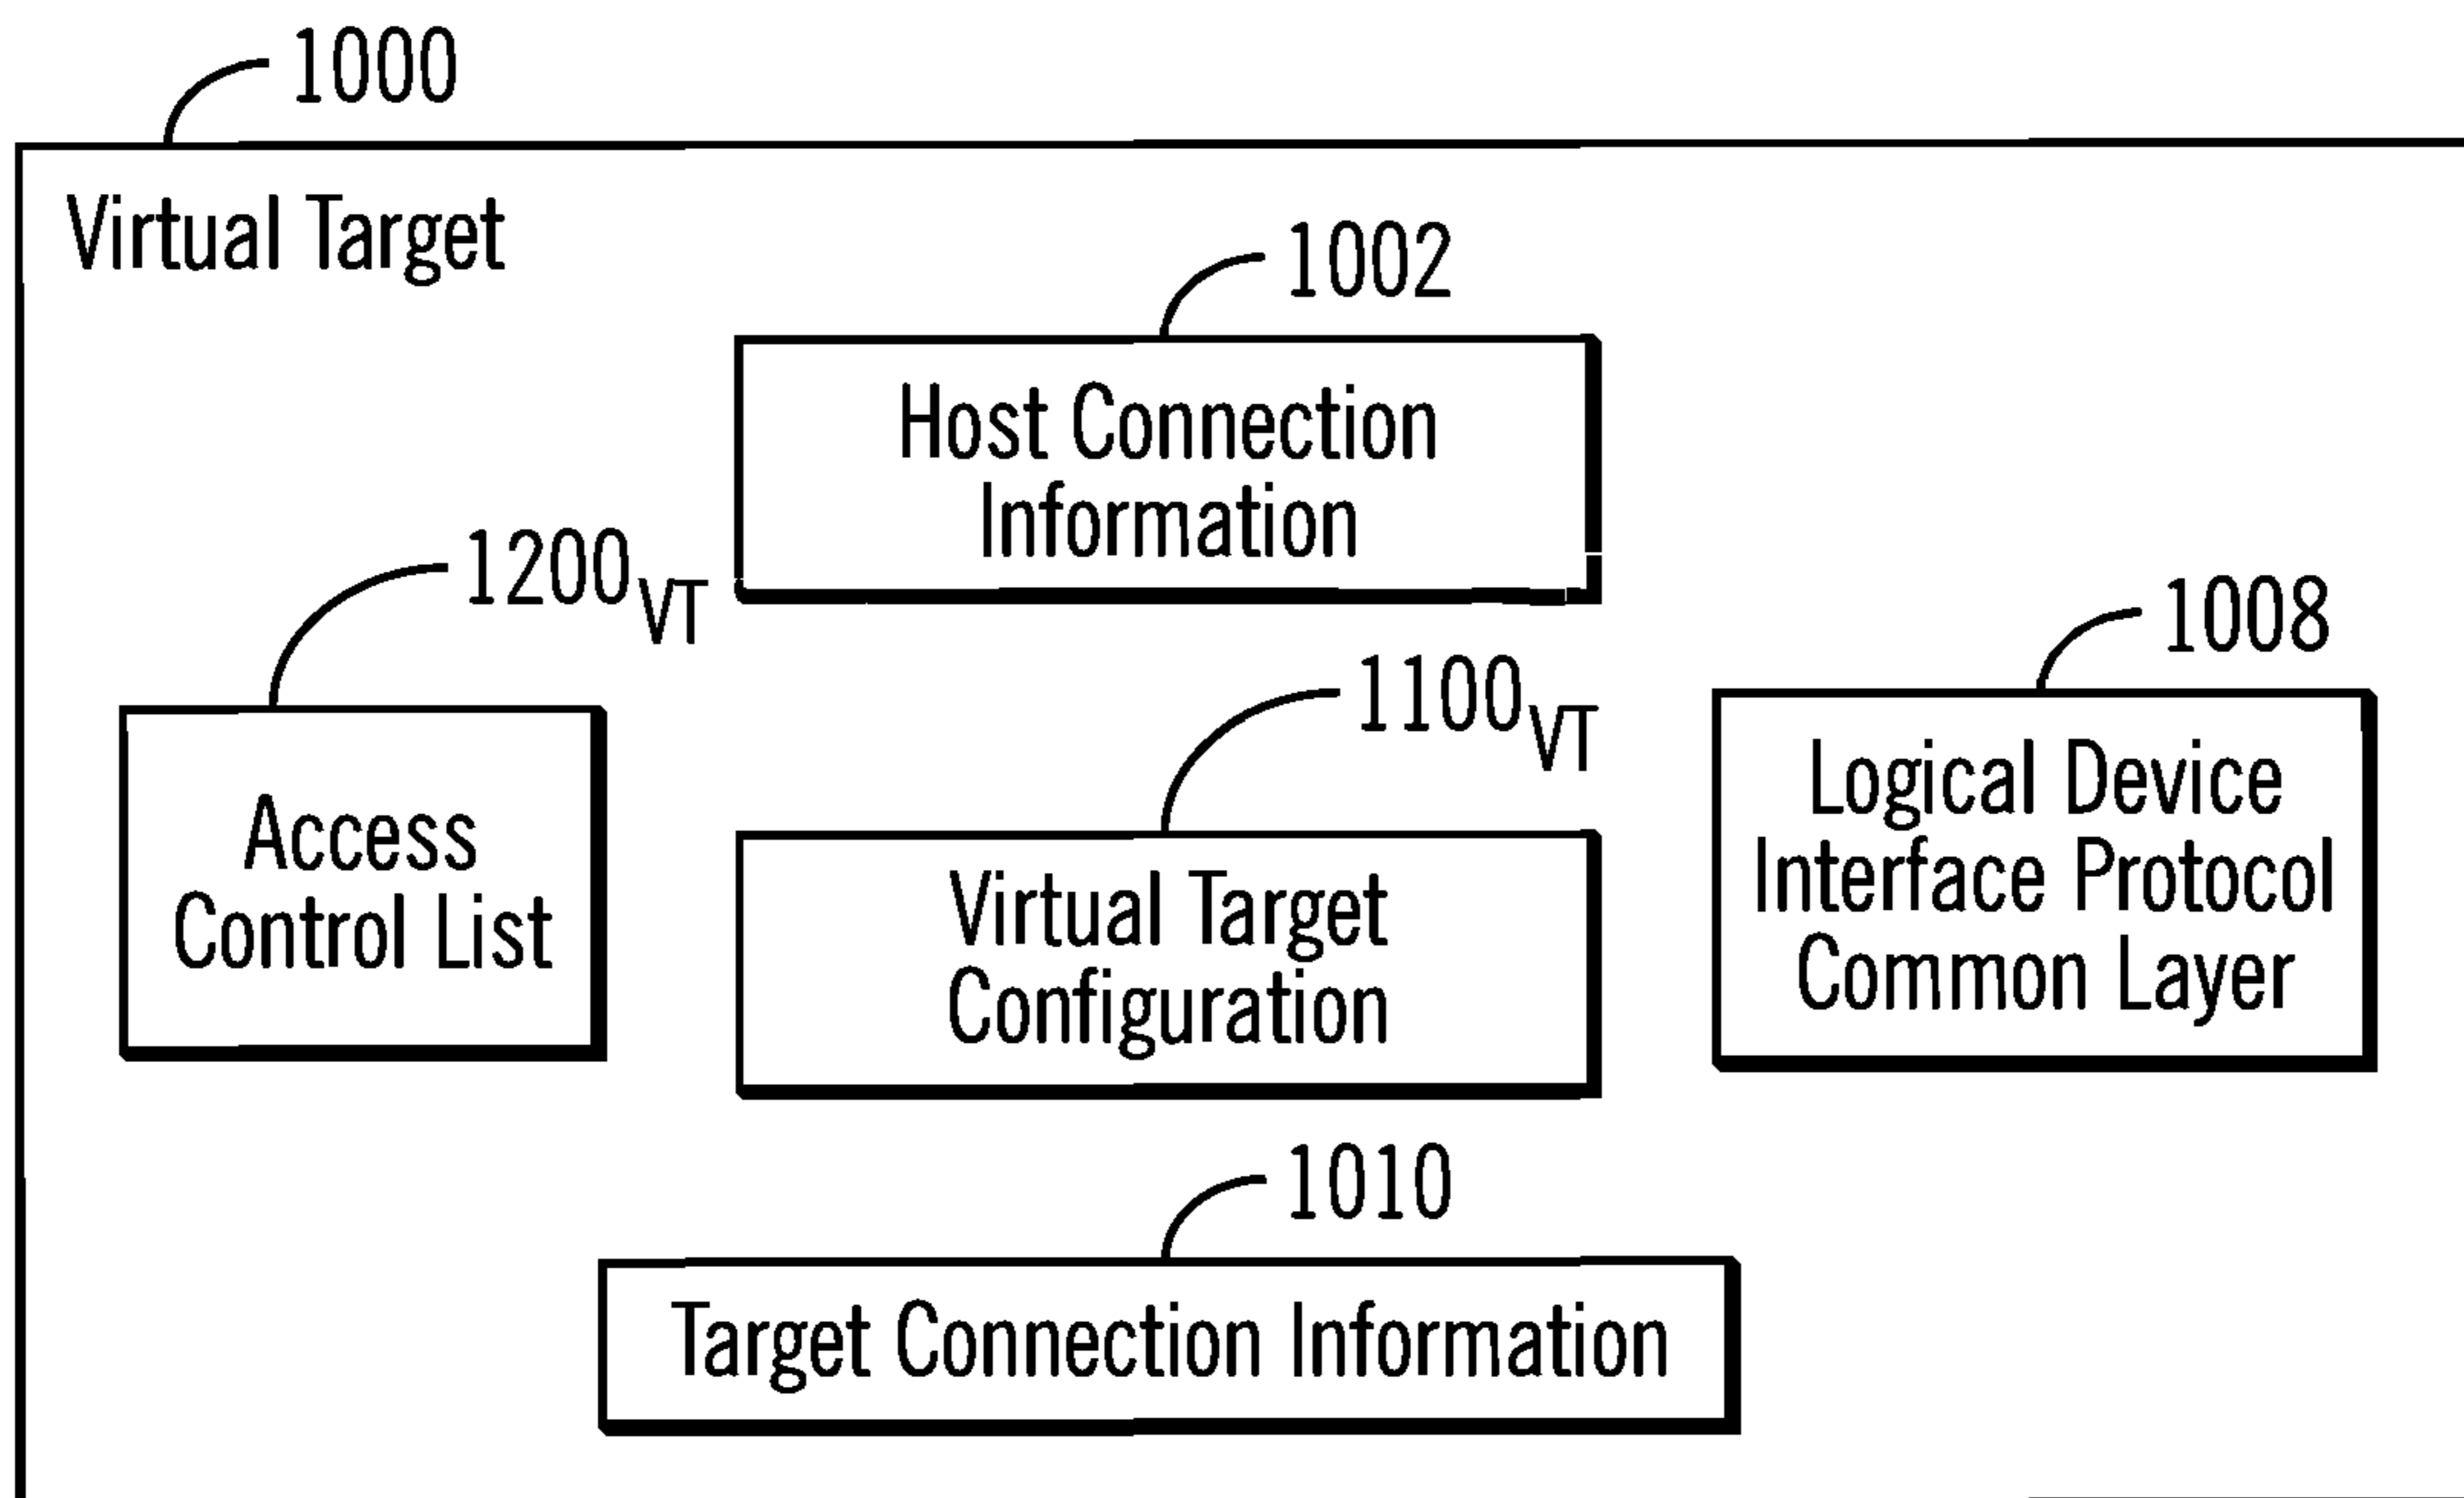 1000
Virtual Target
1002
Host Connection
Information
1200VT
1008
1100VT
Access
Control List
Logical Device
Interface Protocol
Common Layer
Virtual Target
Configuration
1010
Target Connection Information